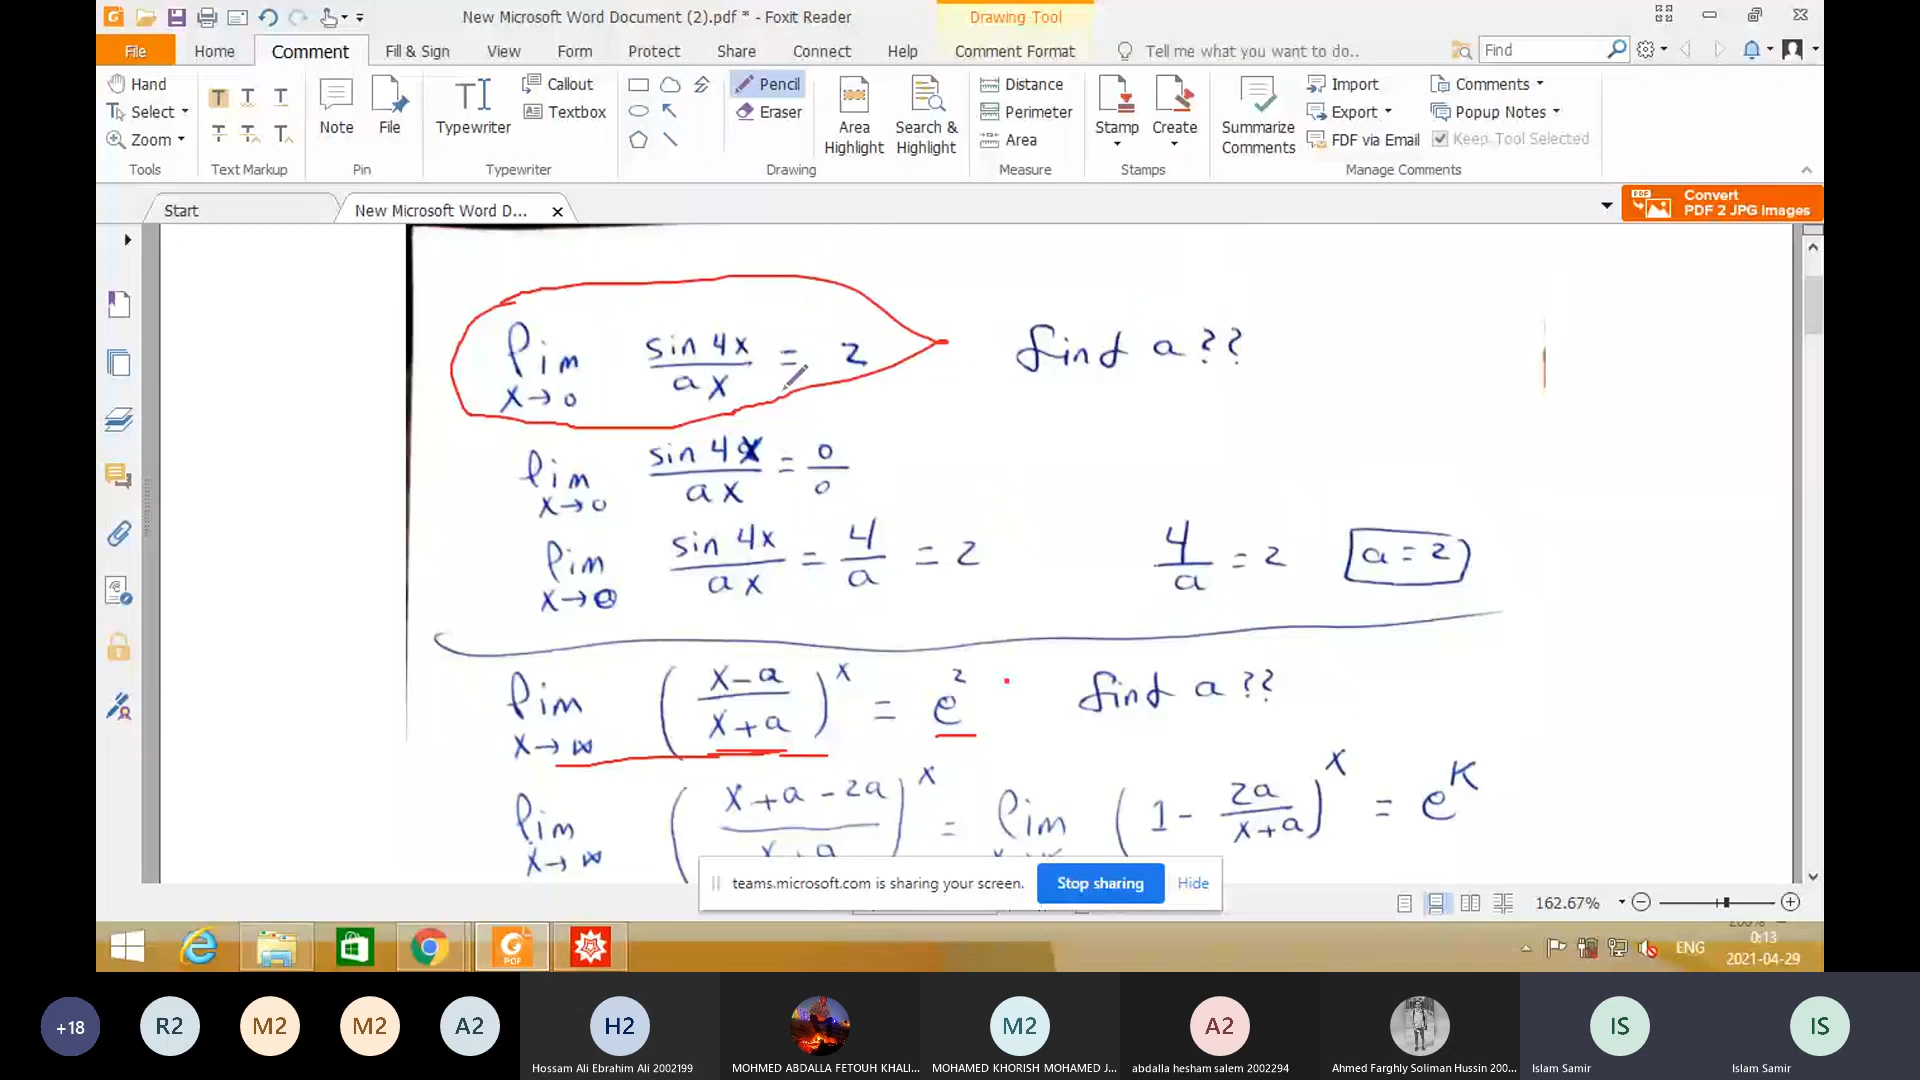 New Microsoft Word Document (2).pdf * - Foxit Reader
Drawing Tool
File Home Comment Fill & Sign View Form Protect Share Connect Help Comment Format Tell me what you want to do.. Find
Hand
Select
Zoom
Tools
Text Markup
Note
File
Pin
Typewriter
Callout
Textbox
Typewriter
Pencil
Eraser
Area Highlight
Search & Highlight
Drawing
Distance
Perimeter
Area
Measure
Stamp
Create
Stamps
Summarize Comments
Import
Export
FDF via Email
Comments
Popup Notes
Keep Tool Selected
Manage Comments
Start
New Microsoft Word D...
Convert
PDF 2 JPG Images
lim x→0 sin 4x / ax = 2 find a??
lim x→0 sin 4x / ax = 0/0
lim x→0 sin 4x / ax = 4/a = 2 4/a = 2 a = 2
lim x→∞ (x-a / x+a)^x = e^2 find a??
lim x→∞ (x+a-2a / x+a)^x = lim (1 - 2a / x+a)^x = e^K
teams.microsoft.com is sharing your screen. Stop sharing Hide
162.67%
ENG
0:13
2021-04-29
+18 R2 M2 M2 A2 H2 M2 A2 IS IS
Hossam Ali Ebrahim Ali 2002199
MOHMED ABDALLA FETOUH KHALI...
MOHAMED KHORISH MOHAMED J...
abdalla hesham salem 2002294
Ahmed Farghly Soliman Hussin 200...
Islam Samir
Islam Samir